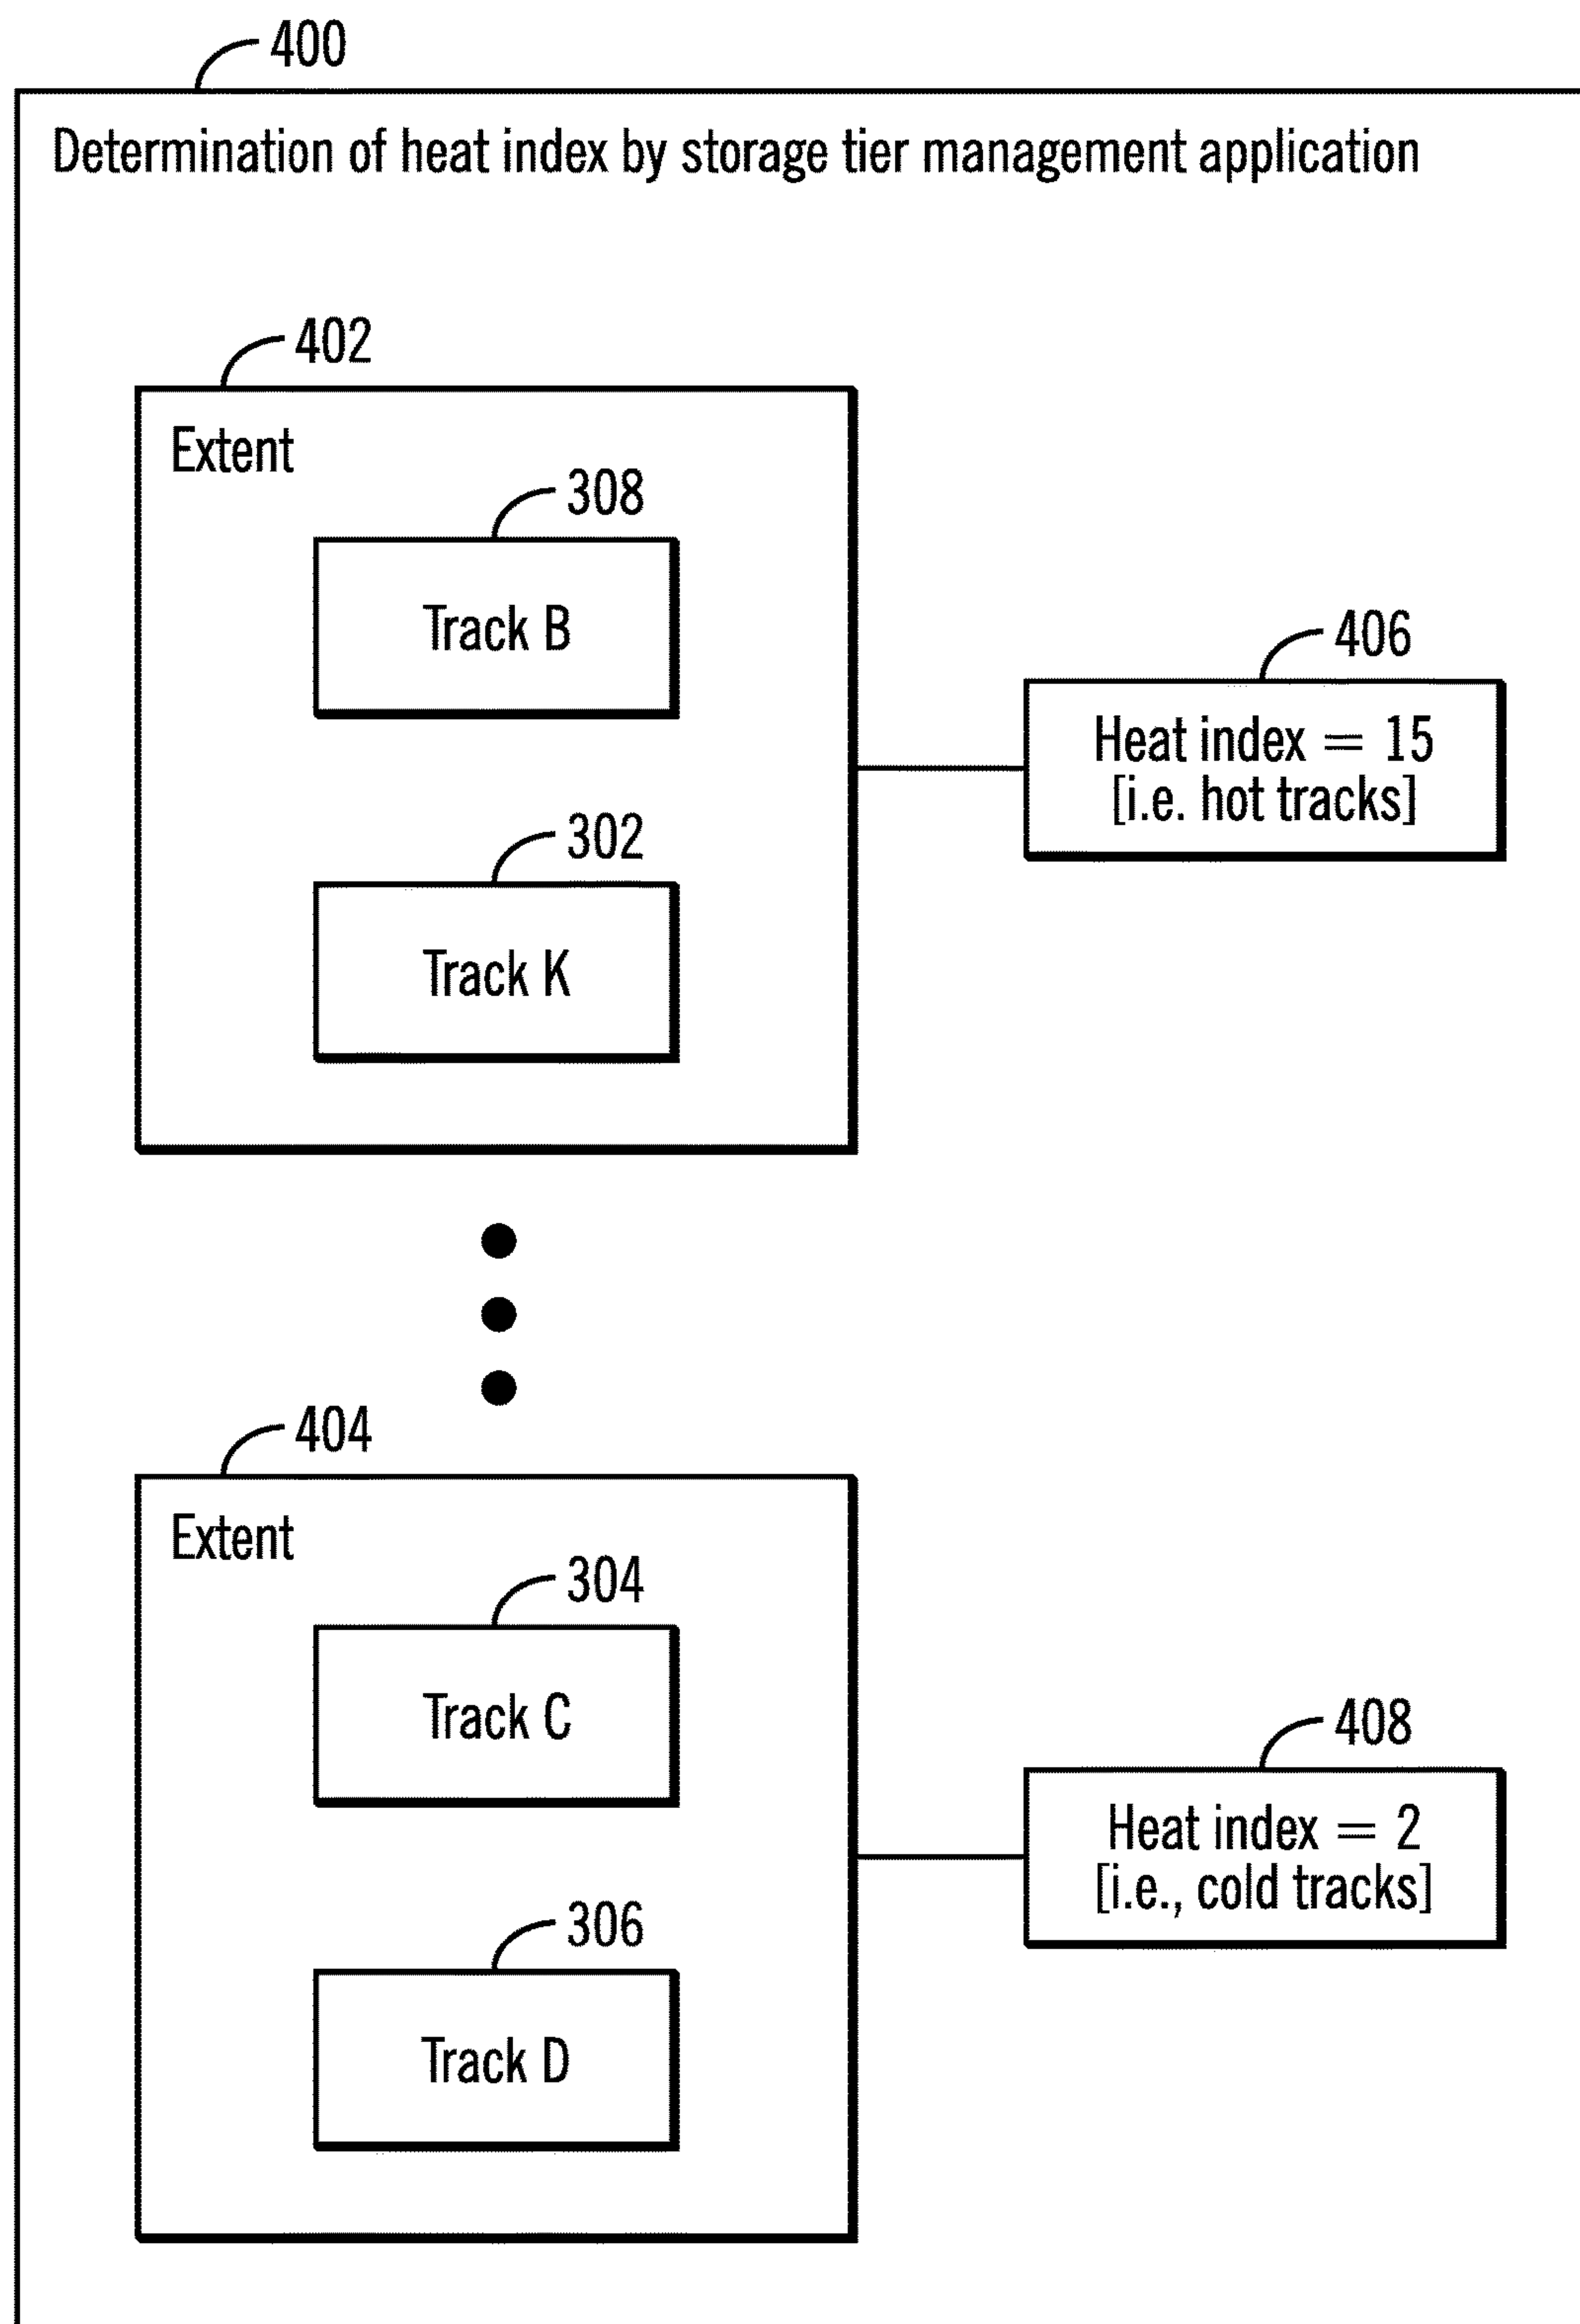 400
Determination of heat index by storage tier management application
402
Extent
308
Track B
406
Heat index = 15
[i.e. hot tracks]
302
Track K
404
Extent
304
Track C
408
Heat index = 2
[i.e., cold tracks]
306
Track D